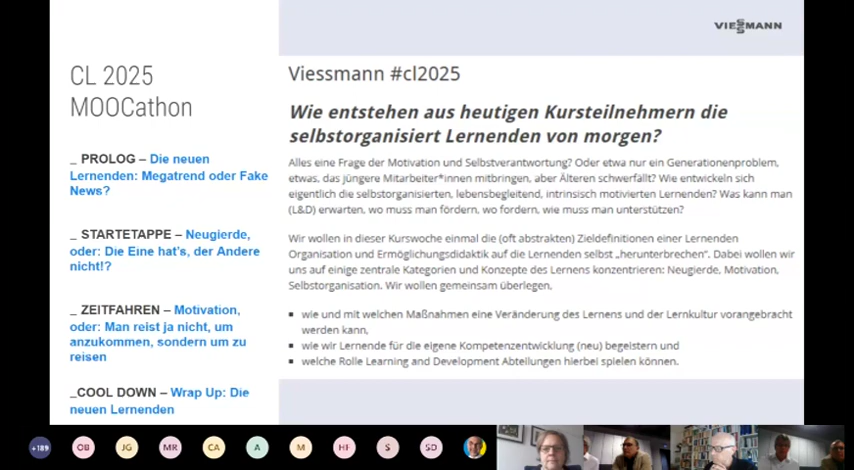 VIESSMANN
CL 2025
MOOCathon
_ PROLOG – Die neuen
Lernenden: Megatrend oder Fake
News?
_ STARTETAPPE – Neugierde,
oder: Die Eine hat's, der Andere
nicht!?
_ ZEITFAHREN – Motivation,
oder: Man reist ja nicht, um
anzukommen, sondern um zu
reisen
_COOL DOWN – Wrap Up: Die
neuen Lernenden
Viessmann #cl2025
Wie entstehen aus heutigen Kursteilnehmern die
selbstorganisiert Lernenden von morgen?
Alles eine Frage der Motivation und Selbstverantwortung? Oder etwa nur ein Generationenproblem,
etwas, das jüngere Mitarbeiter*innen mitbringen, aber Älteren schwerfällt? Wie entwickeln sich
eigentlich die selbstorganisierten, lebensbegleitend, intrinsisch motivierten Lernenden? Was kann man
(L&D) erwarten, wo muss man fördern, wo fordern, wie muss man unterstützen?
Wir wollen in dieser Kurswoche einmal die (oft abstrakten) Zieldefinitionen einer Lernenden
Organisation und Ermöglichungsdidaktik auf die Lernenden selbst „herunterbrechen“. Dabei wollen wir
uns auf einige zentrale Kategorien und Konzepte des Lernens konzentrieren: Neugierde, Motivation,
Selbstorganisation. Wir wollen gemeinsam überlegen,
▪ wie und mit welchen Maßnahmen eine Veränderung des Lernens und der Lernkultur vorangebracht
werden kann,
▪ wie wir Lernende für die eigene Kompetenzentwicklung (neu) begeistern und
▪ welche Rolle Learning and Development Abteilungen hierbei spielen können.
+189 OB JG MR CA A M HF S SD